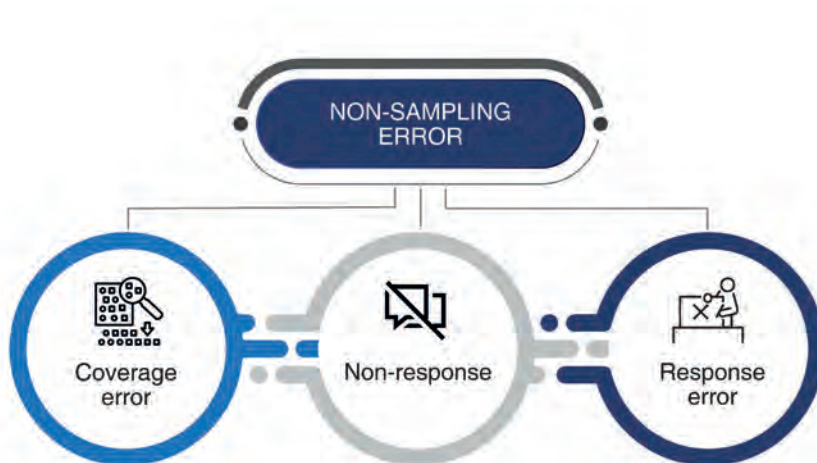 NON-SAMPLING
ERROR
Coverage
error
Non-response
Response
error